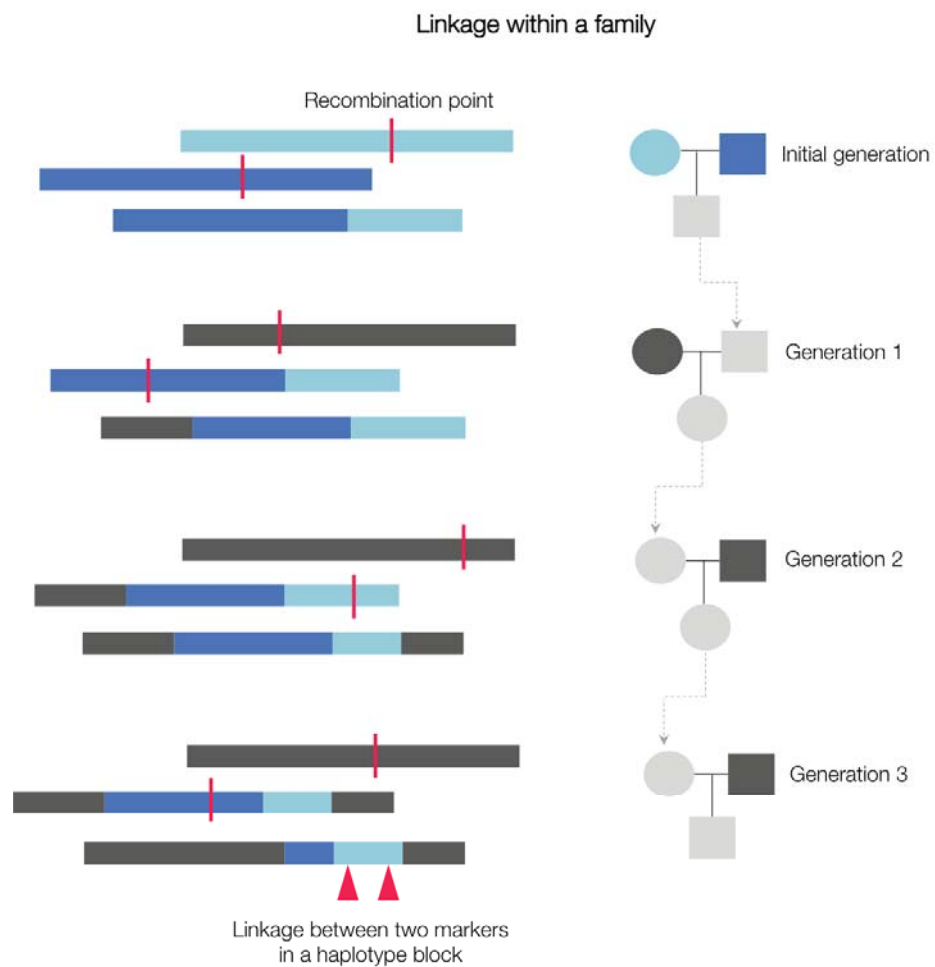 Linkage within a family
Recombination point
Initial generation
Generation 1
Generation 2
Generation 3
Linkage between two markers
in a haplotype block